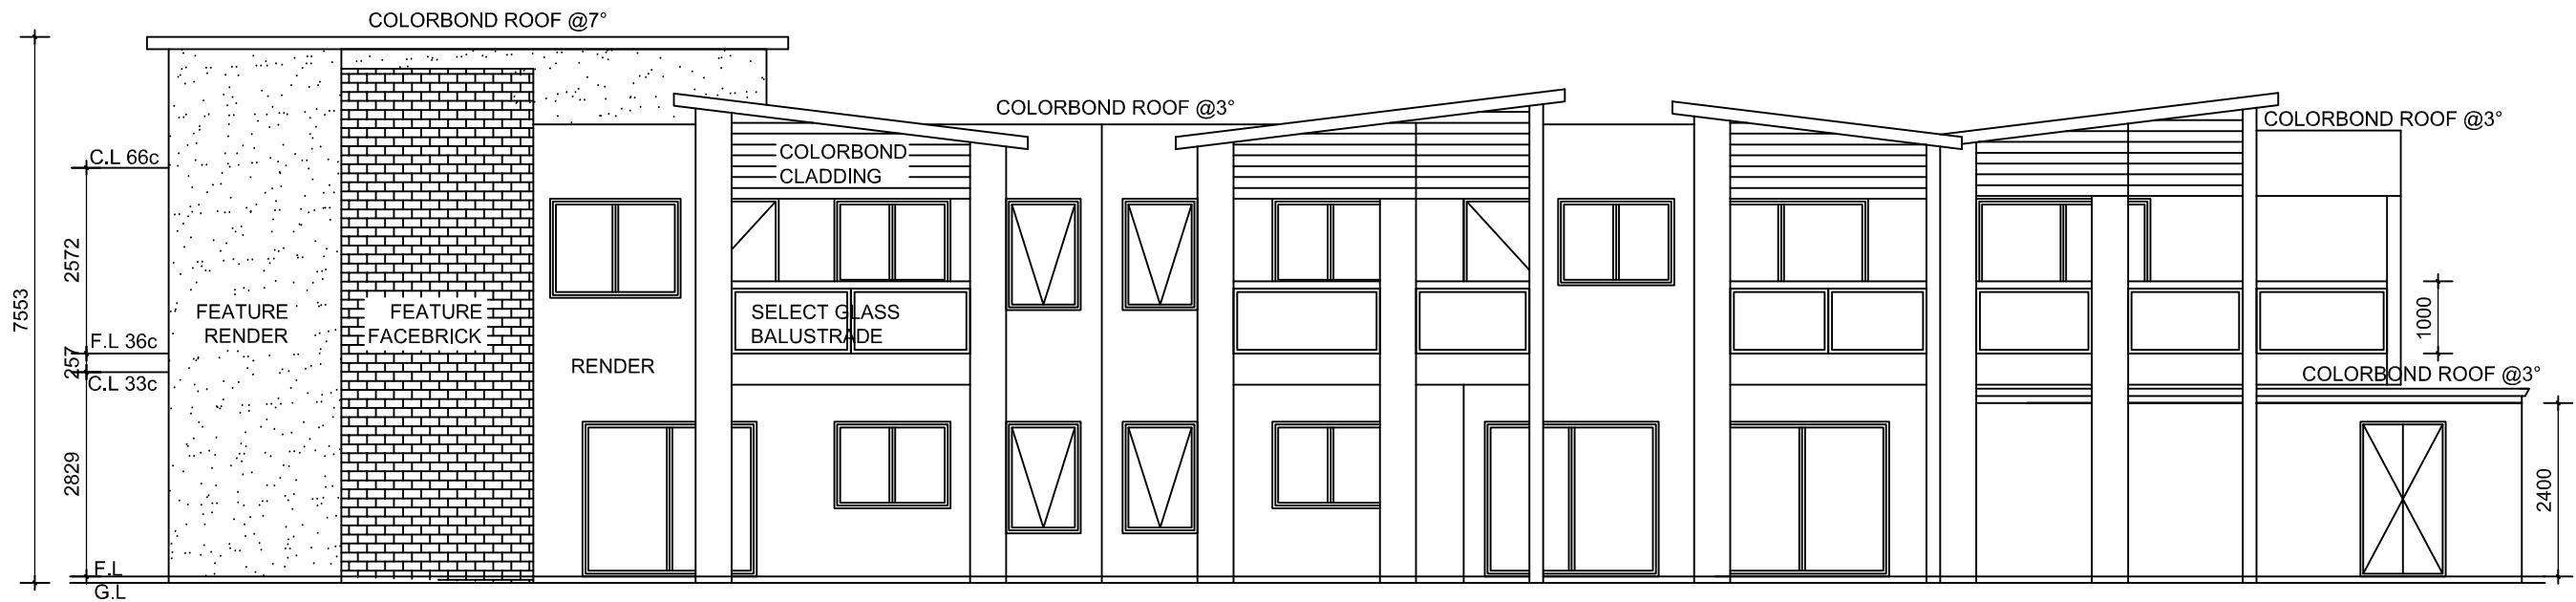 COLORBOND ROOF @7°
COLORBOND ROOF @3°
COLORBOND ROOF @3°
C.L 66c
COLORBOND
CLADDING
2572
7553
FEATURE
RENDER
FEATURE
FACEBRICK
SELECT GLASS
BALUSTRADE
1000
F.L 36c
257
C.L 33c
RENDER
COLORBOND ROOF @3°
2829
2400
F.L
G.L